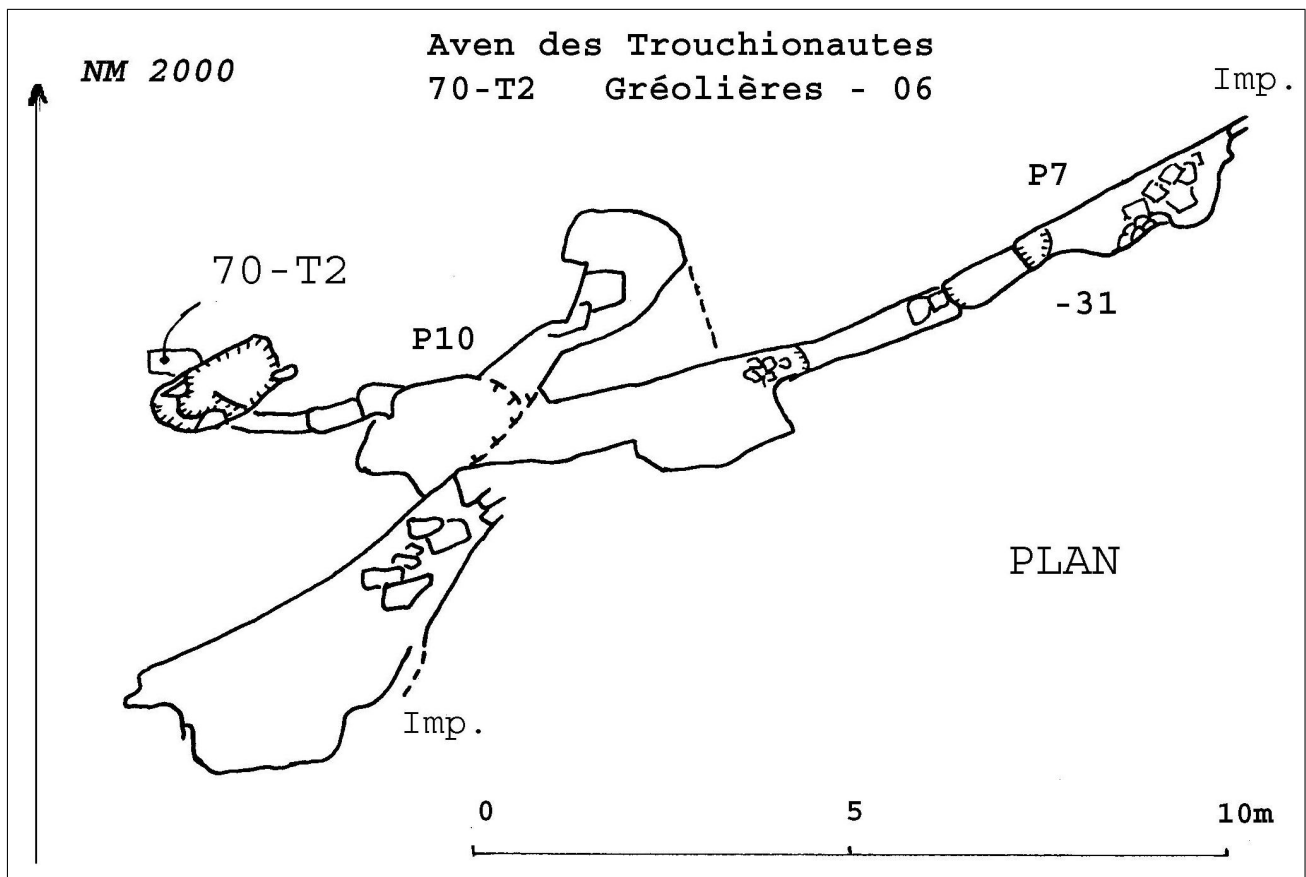 Aven des Trouchionautes
NM 2000
70-T2 Gréolières - 06
Imp.
P7
70-T2
P10
-31
PLAN
Imp.
0 5 10m